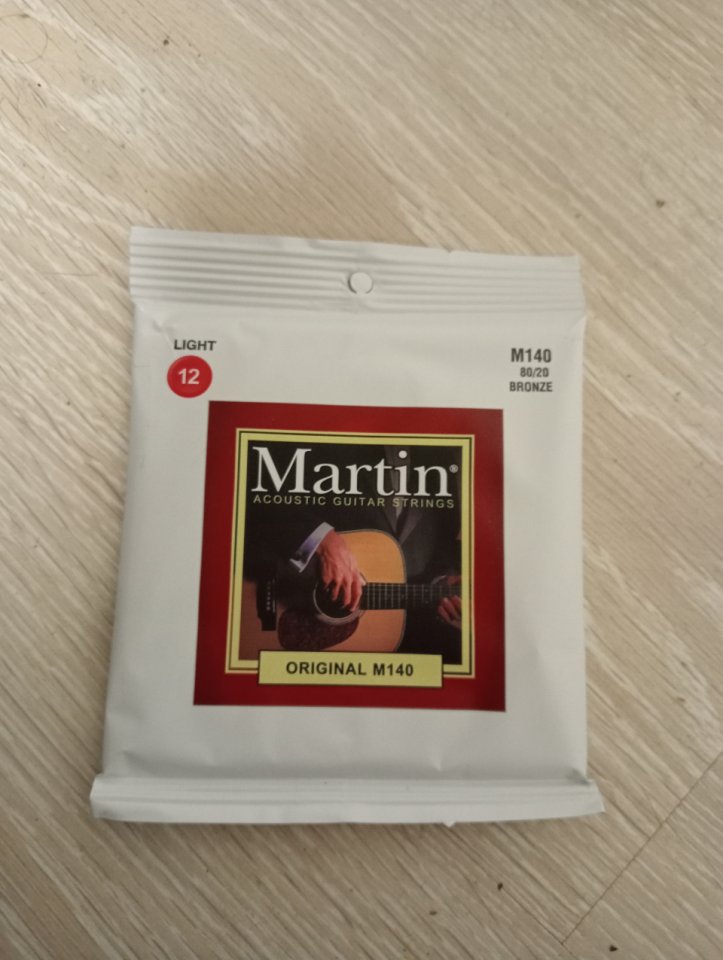 LIGHT
12
M140
80/20
BRONZE
Martin®
ACOUSTIC GUITAR STRINGS
ORIGINAL M140